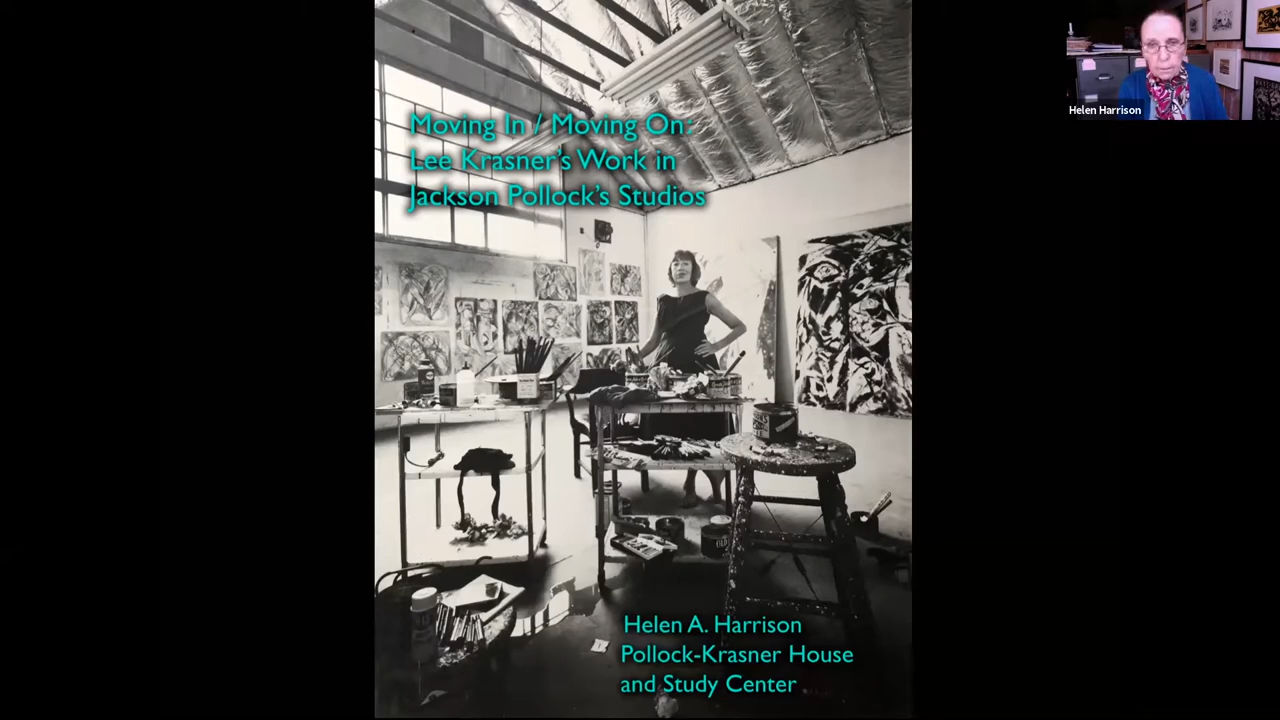 Moving In / Moving On:
Lee Krasner's Work in
Jackson Pollock's Studios
Helen Harrison
Helen A. Harrison
Pollock-Krasner House
and Study Center